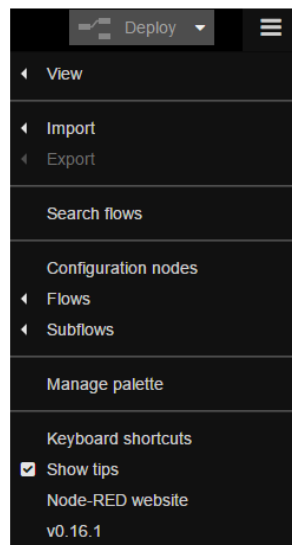 Deploy
View
Import
Export
Search flows
Configuration nodes
Flows
Subflows
Manage palette
Keyboard shortcuts
Show tips
Node-RED website
v0.16.1